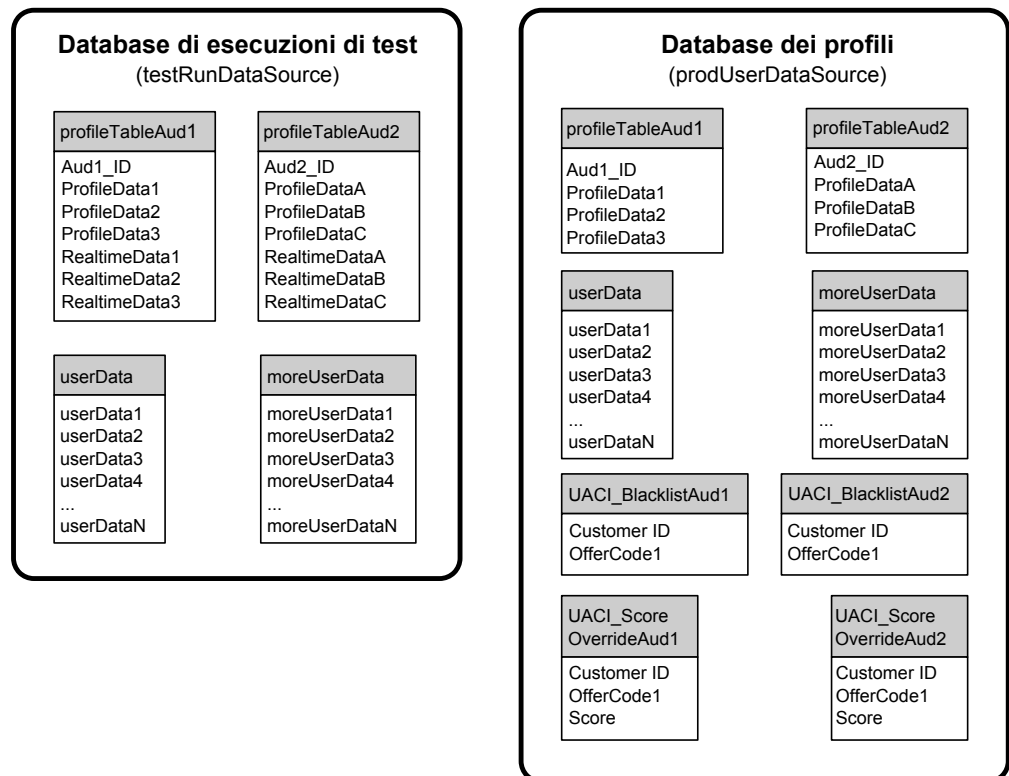 Database di esecuzioni di test
(testRunDataSource)
profileTableAud1
Aud1_ID
ProfileData1
ProfileData2
ProfileData3
RealtimeData1
RealtimeData2
RealtimeData3
profileTableAud2
Aud2_ID
ProfileDataA
ProfileDataB
ProfileDataC
RealtimeDataA
RealtimeDataB
RealtimeDataC
userData
userData1
userData2
userData3
userData4
...
userDataN
moreUserData
moreUserData1
moreUserData2
moreUserData3
moreUserData4
...
moreUserDataN
Database dei profili
(prodUserDataSource)
profileTableAud1
Aud1_ID
ProfileData1
ProfileData2
ProfileData3
profileTableAud2
Aud2_ID
ProfileDataA
ProfileDataB
ProfileDataC
userData
userData1
userData2
userData3
userData4
...
userDataN
moreUserData
moreUserData1
moreUserData2
moreUserData3
moreUserData4
...
moreUserDataN
UACI_BlacklistAud1
Customer ID
OfferCode1
UACI_BlacklistAud2
Customer ID
OfferCode1
UACI_Score
OverrideAud1
Customer ID
OfferCode1
Score
UACI_Score
OverrideAud2
Customer ID
OfferCode1
Score